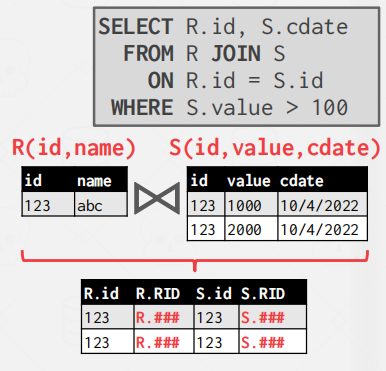 SELECT R.id, S.cdate
FROM R JOIN S
ON R.id = S.id
WHERE S.value > 100
R(id,name) S(id,value,cdate)
id name id value cdate
123 abc 123 1000 10/4/2022
123 2000 10/4/2022
R.id R.RID S.id S.RID
123 R.### 123 S.###
123 R.### 123 S.###